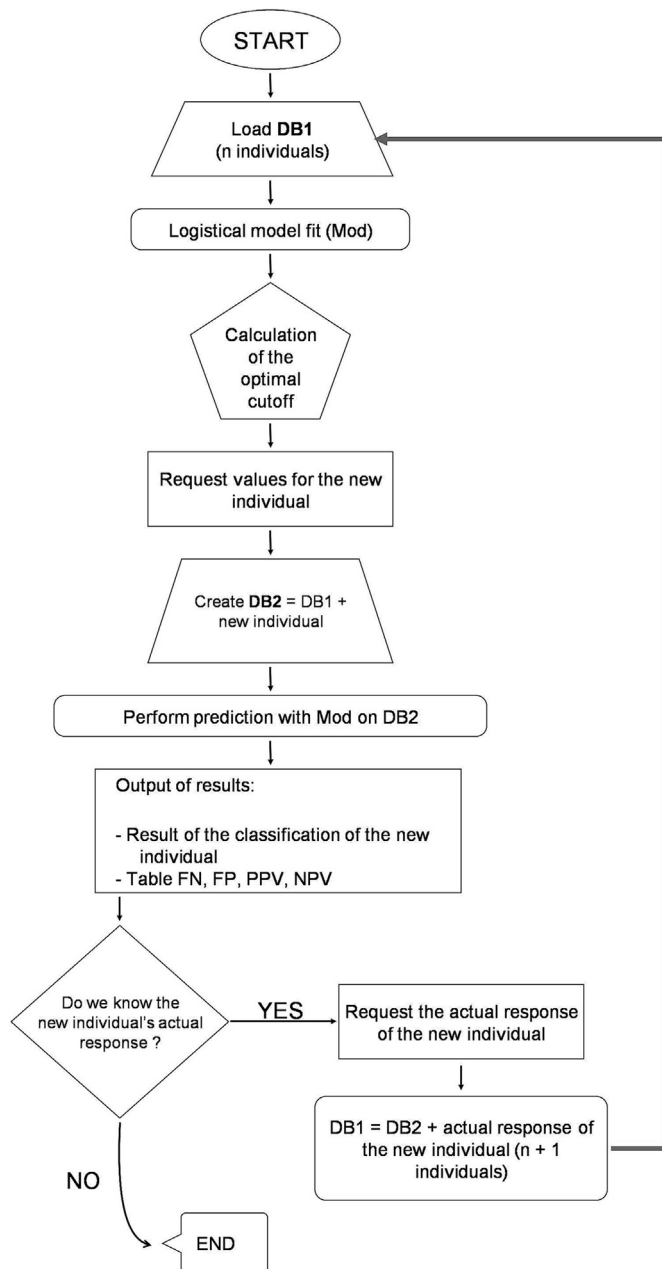 START
Load DB1
(n individuals)
Logistical model fit (Mod)
Calculation
of the
optimal
cutoff
Request values for the new
individual
Create DB2 = DB1 +
new individual
Perform prediction with Mod on DB2
Output of results:
- Result of the classification of the new
individual
- Table FN, FP, PPV, NPV
Do we know the
new individual's actual
response ?
YES
Request the actual response
of the new individual
DB1 = DB2 + actual response of
the new individual (n + 1
individuals)
NO
END